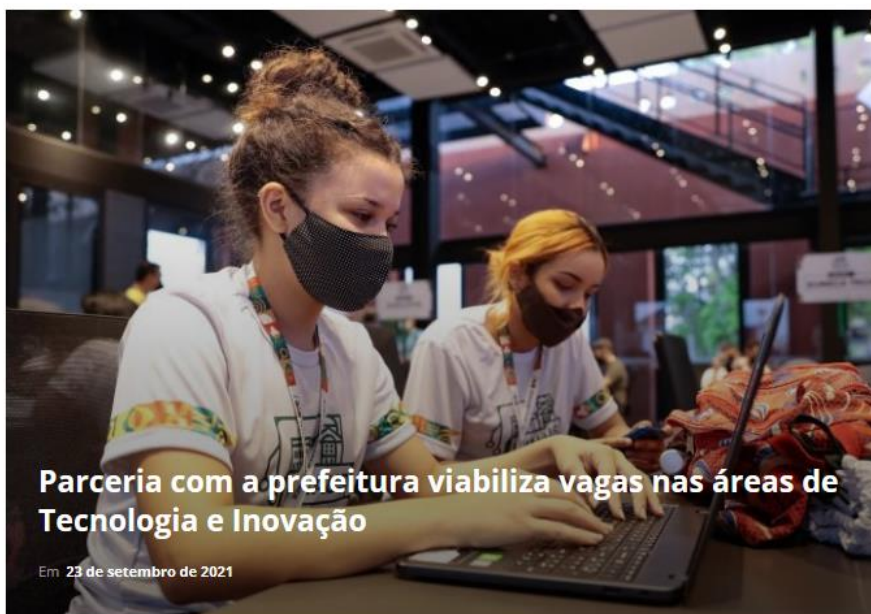 Parceria com a prefeitura viabiliza vagas nas áreas de
Tecnologia e Inovação
Em 23 de setembro de 2021